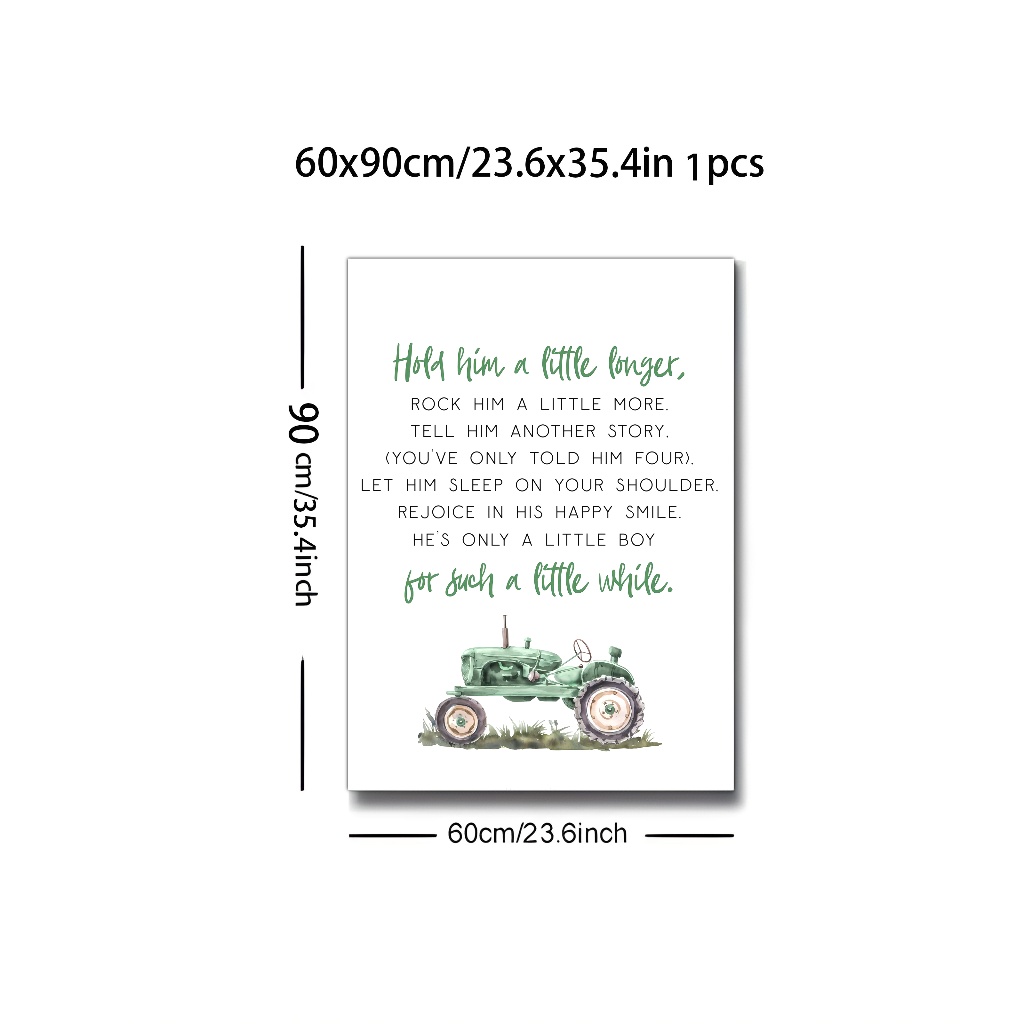 60x90cm/23.6x35.4in 1pcs
Hold him a little longer,
ROCK HIM A LITTLE MORE.
TELL HIM ANOTHER STORY.
(YOU'VE ONLY TOLD HIM FOUR).
LET HIM SLEEP ON YOUR SHOULDER.
REJOICE IN HIS HAPPY SMILE.
HE'S ONLY A LITTLE BOY
for such a little while.
90 cm/35.4inch
60cm/23.6inch